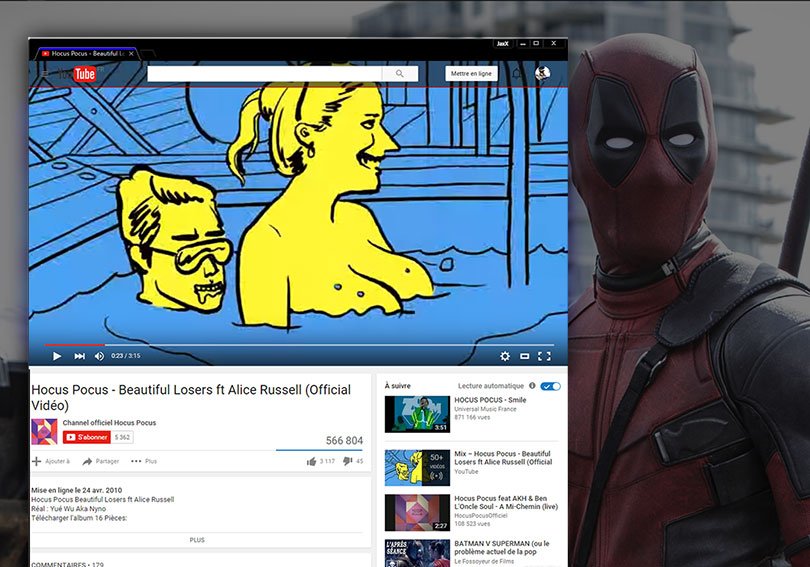 JaxX
Hocus Pocus - Beautiful Lo
YouTube
Mettre en ligne
0:23 / 3:15
Hocus Pocus - Beautiful Losers ft Alice Russell (Official
Vidéo)
Channel officiel Hocus Pocus
S'abonner 5 362
566 804
Ajouter à Partager Plus 3 117 45
Mise en ligne le 24 avr. 2010
Hocus Pocus Beautiful Losers ft Alice Russell
Réal : Yué Wu Aka Nyno
Télécharger l'album 16 Pièces:
PLUS
COMMENTAIRES • 179
À suivre Lecture automatique
HOCUS POCUS • Smile
Universal Music France
871 166 vues
3:51
Mix – Hocus Pocus - Beautiful
Losers ft Alice Russell (Official
YouTube
50+
VIDÉOS
Hocus Pocus feat AKH & Ben
L'Oncle Soul - A Mi-Chemin (live)
HocusPocusOfficiel
108 523 vues
2:27
BATMAN V SUPERMAN (ou le
problème actuel de la pop
Le Fossoyeur de Films
L'APRÈS
SÉANCE